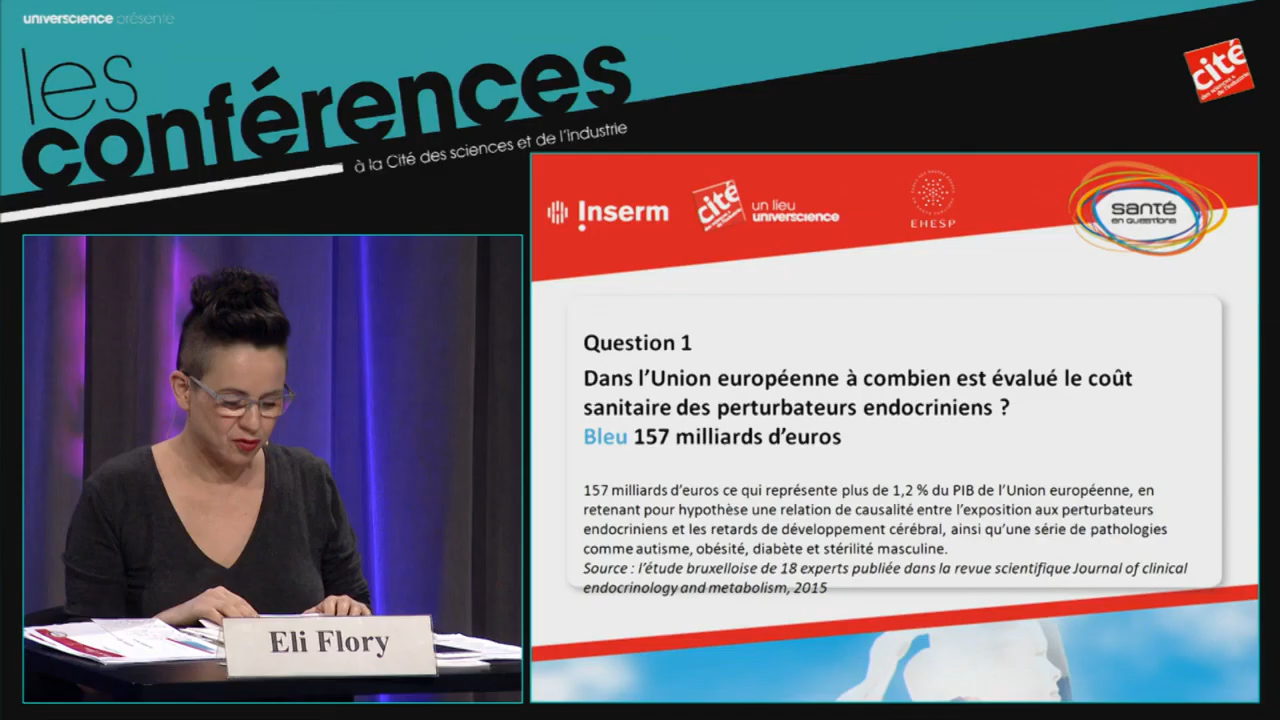 universcience présente
les
conférences
à la Cité des sciences et de l'industrie
cité
des sciences et
de l'industrie
Inserm
cité
un lieu
universcience
EHESP
santé
en questions
Question 1
Dans l'Union européenne à combien est évalué le coût
sanitaire des perturbateurs endocriniens ?
Bleu 157 milliards d'euros
157 milliards d'euros ce qui représente plus de 1,2 % du PIB de l'Union européenne, en
retenant pour hypothèse une relation de causalité entre l'exposition aux perturbateurs
endocriniens et les retards de développement cérébral, ainsi qu'une série de pathologies
comme autisme, obésité, diabète et stérilité masculine.
Source : l'étude bruxelloise de 18 experts publiée dans la revue scientifique Journal of clinical
endocrinology and metabolism, 2015
Eli Flory